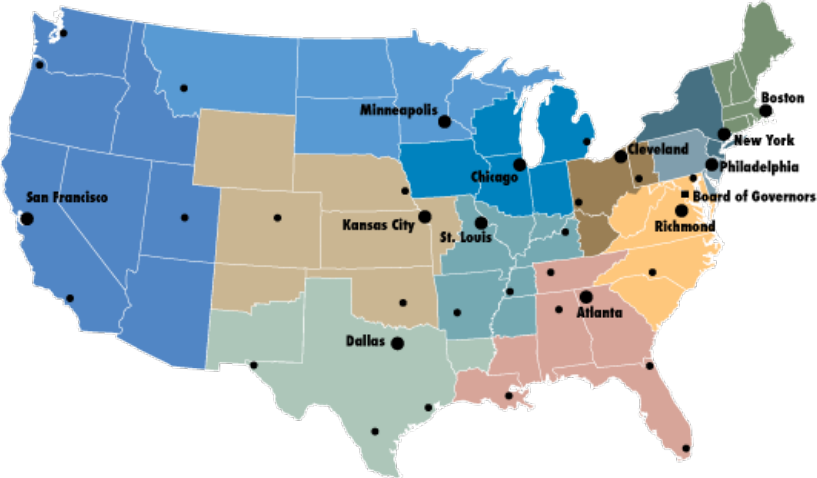 Boston
Minneapolis
New York
Cleveland
Philadelphia
Chicago
San Francisco
Board of Governors
Kansas City
Richmond
St. Louis
Atlanta
Dallas